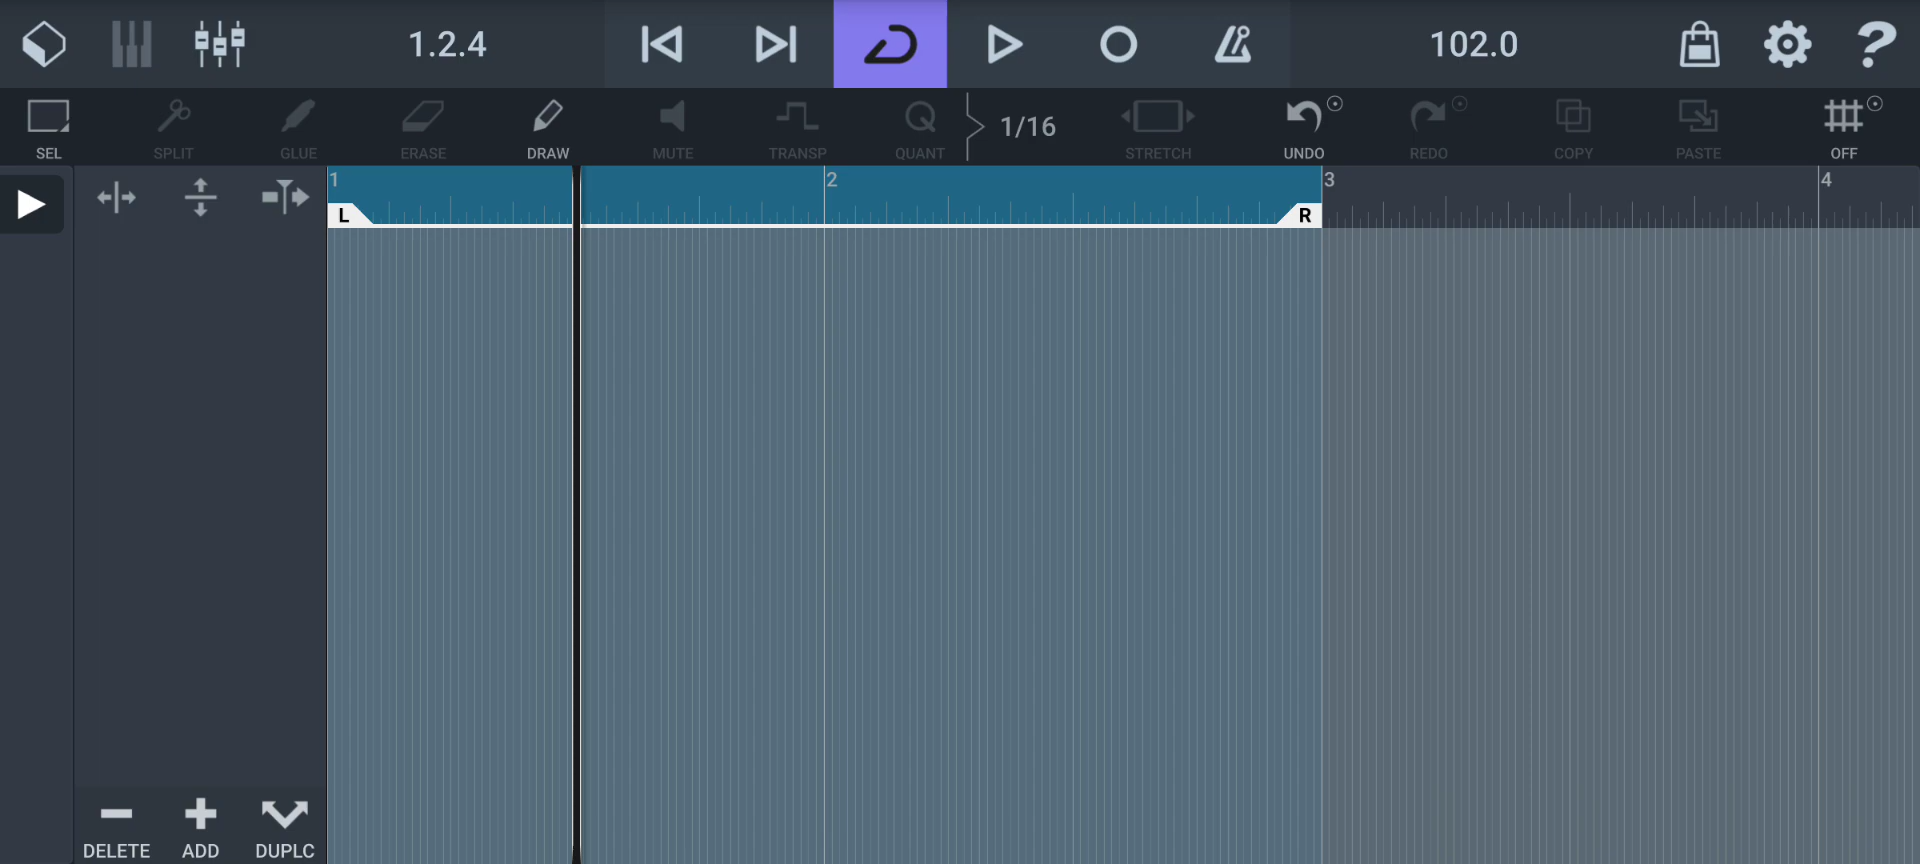 1.2.4
102.0
SEL
SPLIT
GLUE
ERASE
DRAW
MUTE
TRANSP
QUANT
1/16
STRETCH
UNDO
REDO
COPY
PASTE
OFF
1
2
3
4
L
R
DELETE
ADD
DUPLC